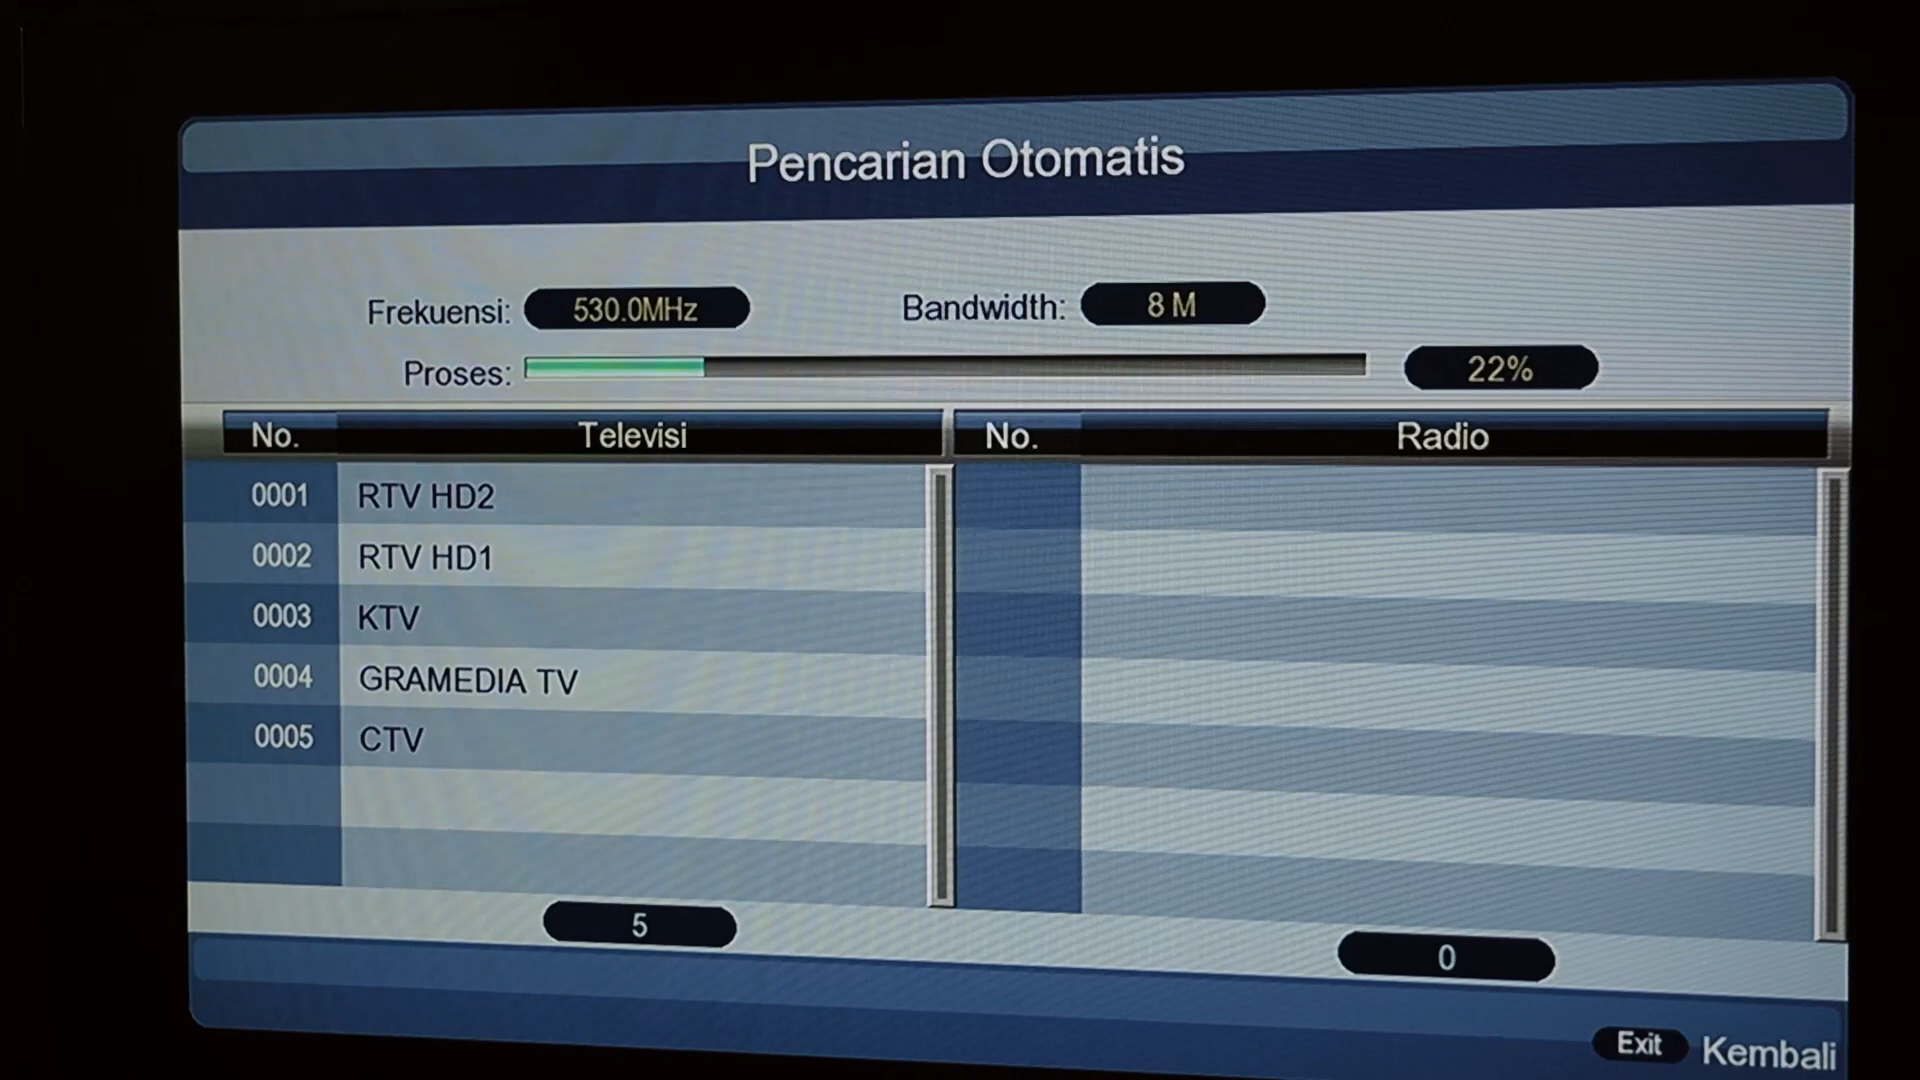 Pencarian Otomatis
Frekuensi: 530.0MHz Bandwidth: 8 M
Proses: 22%
No. Televisi No. Radio
0001 RTV HD2
0002 RTV HD1
0003 KTV
0004 GRAMEDIA TV
0005 CTV
5 0
Exit Kembali